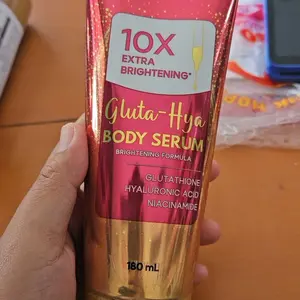 10X
EXTRA
BRIGHTENING*
Gluta-Hya
BODY SERUM
BRIGHTENING FORMULA
GLUTATHIONE
HYALURONIC ACID
NIACINAMIDE
180 mL